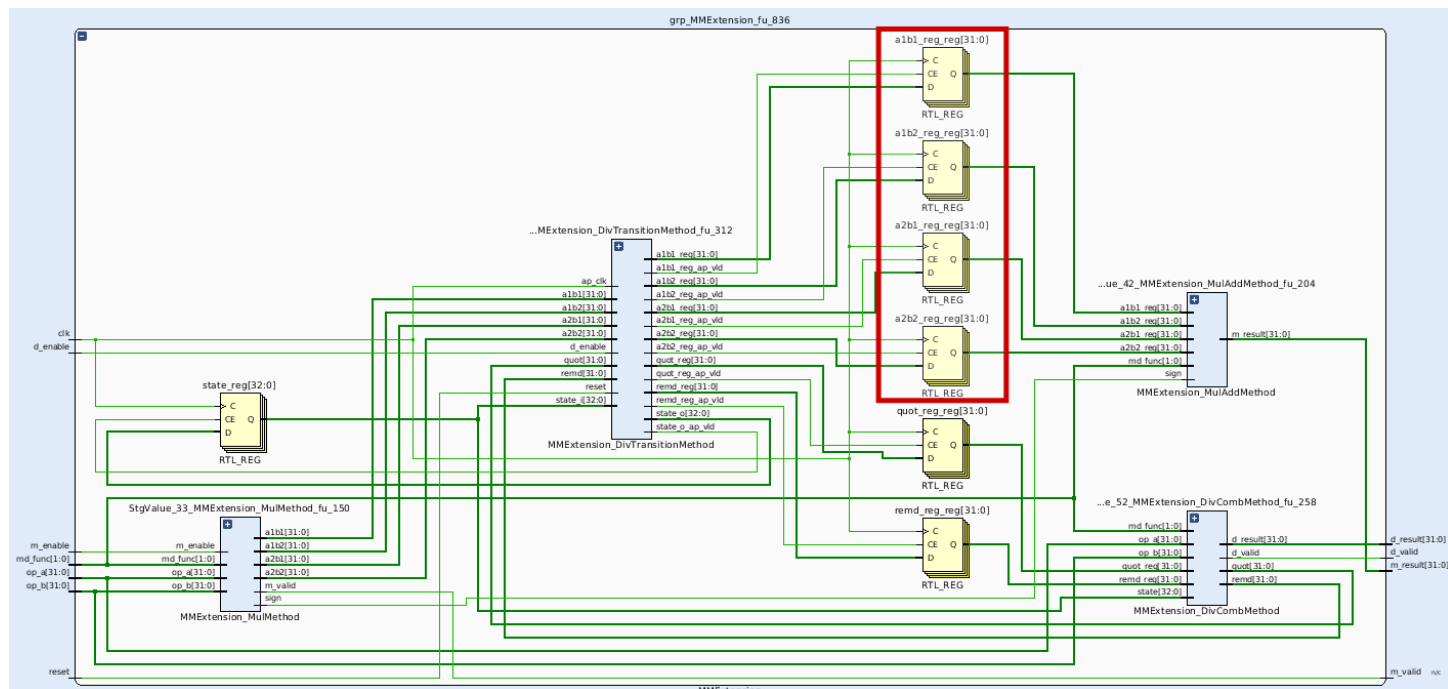 grp_MMExtension_fu_836
a1b1_reg_reg[31:0]
C
CE Q
D
RTL_REG
a1b2_reg_reg[31:0]
C
CE Q
D
RTL_REG
a2b1_reg_reg[31:0]
C
CE Q
D
RTL_REG
a2b2_reg_reg[31:0]
C
CE Q
D
RTL_REG
quot_reg_reg[31:0]
C
CE Q
D
RTL_REG
remd_reg_reg[31:0]
C
CE Q
D
RTL_REG
...MExtension_DivTransitionMethod_fu_312
ap_clk
a1b1[31:0]
a1b2[31:0]
a2b1[31:0]
a2b2[31:0]
d_enable
quot[31:0]
remd[31:0]
reset
state_i[32:0]
a1b1_reg[31:0]
a1b1_reg_ap_vld
a1b2_reg[31:0]
a1b2_reg_ap_vld
a2b1_reg[31:0]
a2b1_reg_ap_vld
a2b2_reg[31:0]
a2b2_reg_ap_vld
quot_reg[31:0]
quot_reg_ap_vld
remd_reg[31:0]
remd_reg_ap_vld
state_o[32:0]
state_o_ap_vld
MMExtension_DivTransitionMethod
clk
d_enable
state_reg[32:0]
C
CE Q
D
RTL_REG
StgValue_33_MMExtension_MulMethod_fu_150
m_enable
md_func[1:0]
op_a[31:0]
op_b[31:0]
m_enable
md_func[1:0]
op_a[31:0]
op_b[31:0]
a1b1[31:0]
a1b2[31:0]
a2b1[31:0]
a2b2[31:0]
m_valid
sign
MMExtension_MulMethod
reset
...ue_42_MMExtension_MulAddMethod_fu_204
a1b1_reg[31:0]
a1b2_reg[31:0]
a2b1_reg[31:0]
a2b2_reg[31:0]
md_func[1:0]
sign
m_result[31:0]
MMExtension_MulAddMethod
...e_52_MMExtension_DivCombMethod_fu_258
md_func[1:0]
op_a[31:0]
op_b[31:0]
quot_reg[31:0]
remd_reg[31:0]
state[32:0]
d_result[31:0]
d_valid
quot[31:0]
remd[31:0]
MMExtension_DivCombMethod
d_result[31:0]
d_valid
m_result[31:0]
m_valid n/c